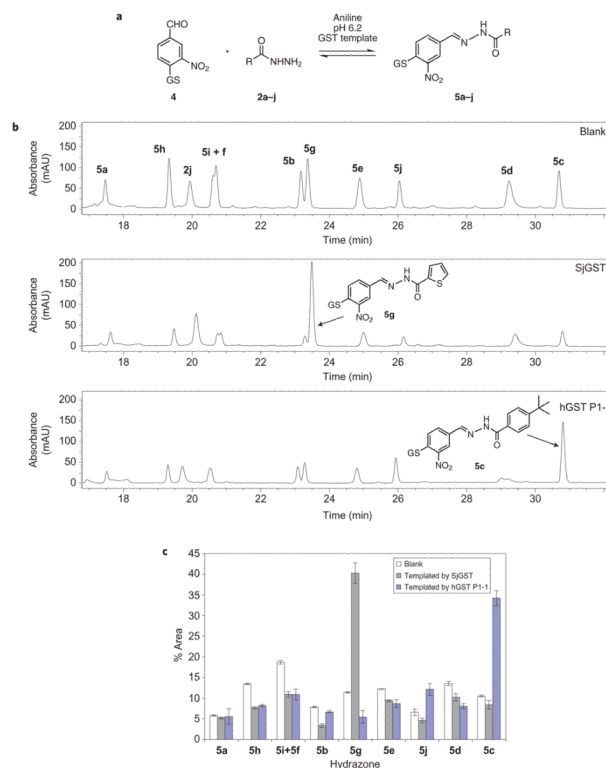 a
CHO
NO2
GS
4
+
O
R NHNH2
2a–j
Aniline
pH 6.2
GST template
H
N N R
O
GS
NO2
5a–j
b
Absorbance
(mAU)
200
150
100
50
0
5a
5h
2j
5i + f
5b
5g
5e
5j
5d
5c
Blank
18 20 22 24 26 28 30
Time (min)
Absorbance
(mAU)
200
150
100
50
0
SjGST
H
N N
O
S
GS
NO2
5g
18 20 22 24 26 28 30
Time (min)
Absorbance
(mAU)
200
150
100
50
0
hGST P1-
H
N N
O
GS
NO2
5c
18 20 22 24 26 28 30
Time (min)
c
% Area
45
40
35
30
25
20
15
10
5
0
Blank
Templated by SjGST
Templated by hGST P1-1
5a 5h 5i+5f 5b 5g 5e 5j 5d 5c
Hydrazone